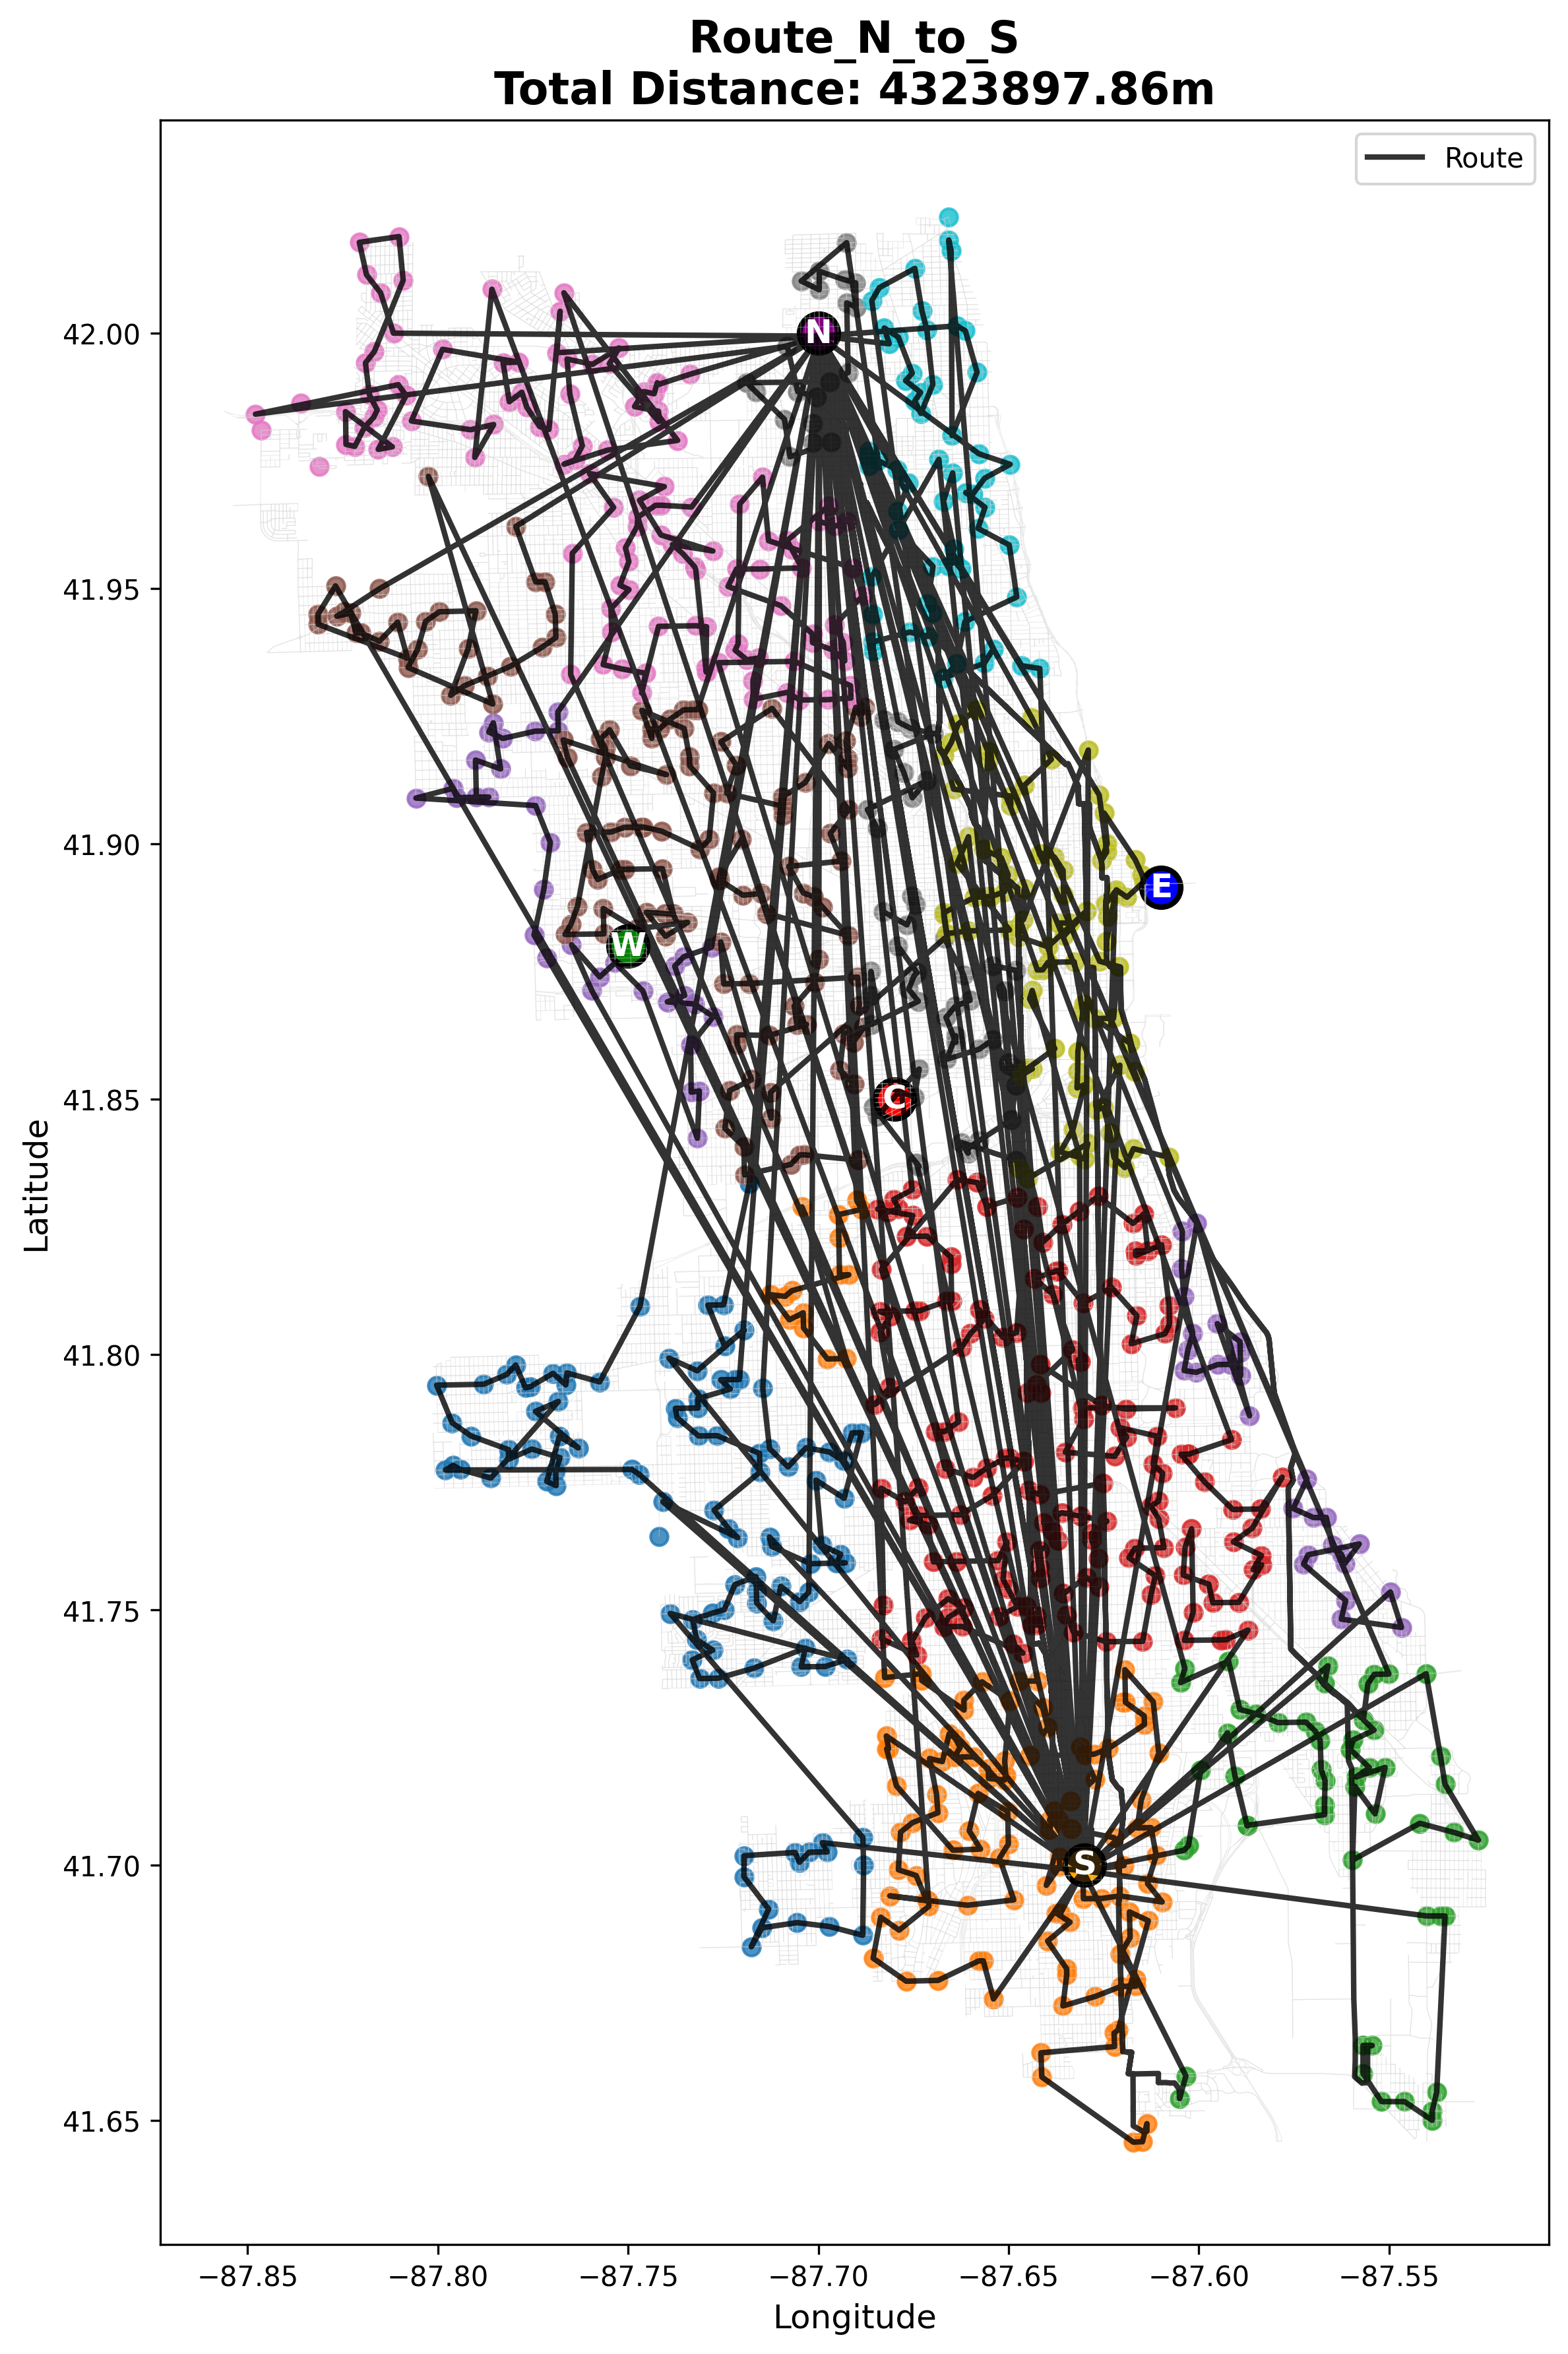 Route_N_to_S
Total Distance: 4323897.86m
Route
N
E
W
C
S
42.00
41.95
41.90
41.85
41.80
41.75
41.70
41.65
Latitude
−87.85
−87.80
−87.75
−87.70
−87.65
−87.60
−87.55
Longitude